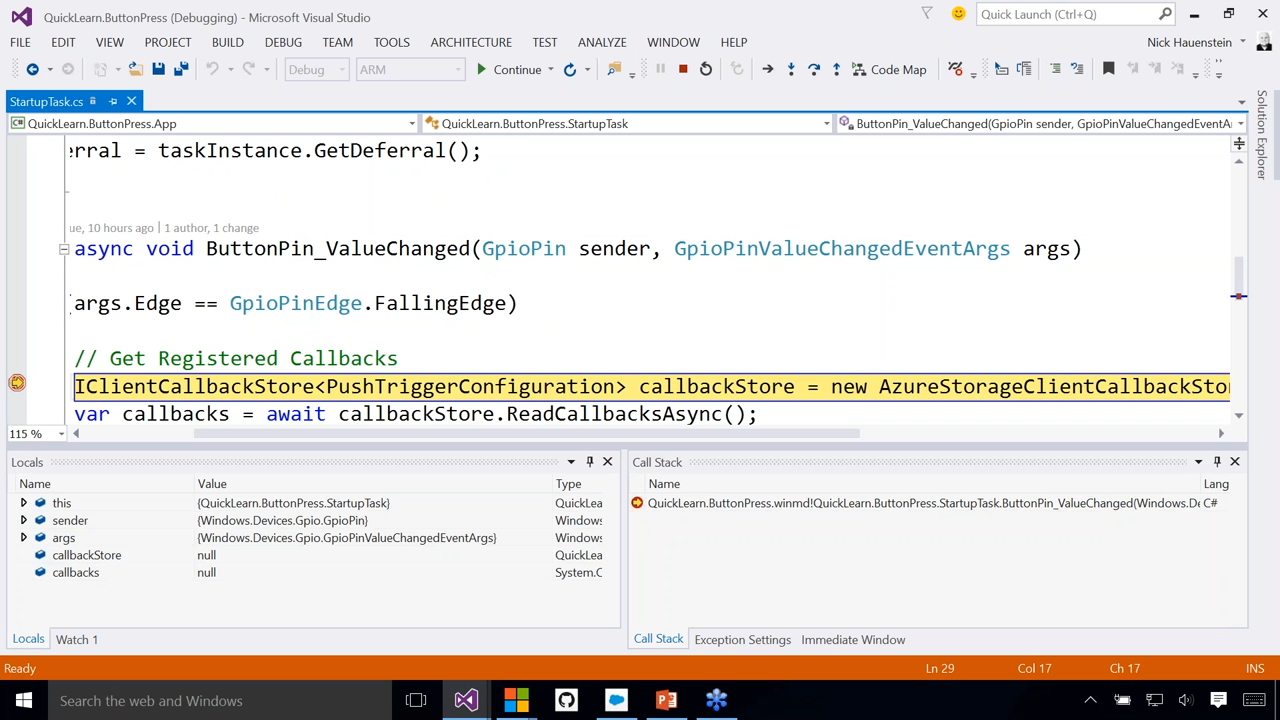 QuickLearn.ButtonPress (Debugging) - Microsoft Visual Studio
Quick Launch (Ctrl+Q)
FILE EDIT VIEW PROJECT BUILD DEBUG TEAM TOOLS ARCHITECTURE TEST ANALYZE WINDOW HELP
Nick Hauenstein
Debug ARM Continue Code Map
StartupTask.cs
QuickLearn.ButtonPress.App QuickLearn.ButtonPress.StartupTask ButtonPin_ValueChanged(GpioPin sender, GpioPinValueChangedEventAr
Solution Explorer
erral = taskInstance.GetDeferral();
ue, 10 hours ago | 1 author, 1 change
async void ButtonPin_ValueChanged(GpioPin sender, GpioPinValueChangedEventArgs args)
(args.Edge == GpioPinEdge.FallingEdge)
// Get Registered Callbacks
IClientCallbackStore<PushTriggerConfiguration> callbackStore = new AzureStorageClientCallbackStor
var callbacks = await callbackStore.ReadCallbacksAsync();
115 %
Locals
Name Value Type
this {QuickLearn.ButtonPress.StartupTask} QuickLea
sender {Windows.Devices.Gpio.GpioPin} Windows
args {Windows.Devices.Gpio.GpioPinValueChangedEventArgs} Windows
callbackStore null QuickLea
callbacks null System.C
Locals Watch 1
Call Stack
Name Lang
QuickLearn.ButtonPress.winmd!QuickLearn.ButtonPress.StartupTask.ButtonPin_ValueChanged(Windows.De C#
Call Stack Exception Settings Immediate Window
Ready Ln 29 Col 17 Ch 17 INS
Search the web and Windows